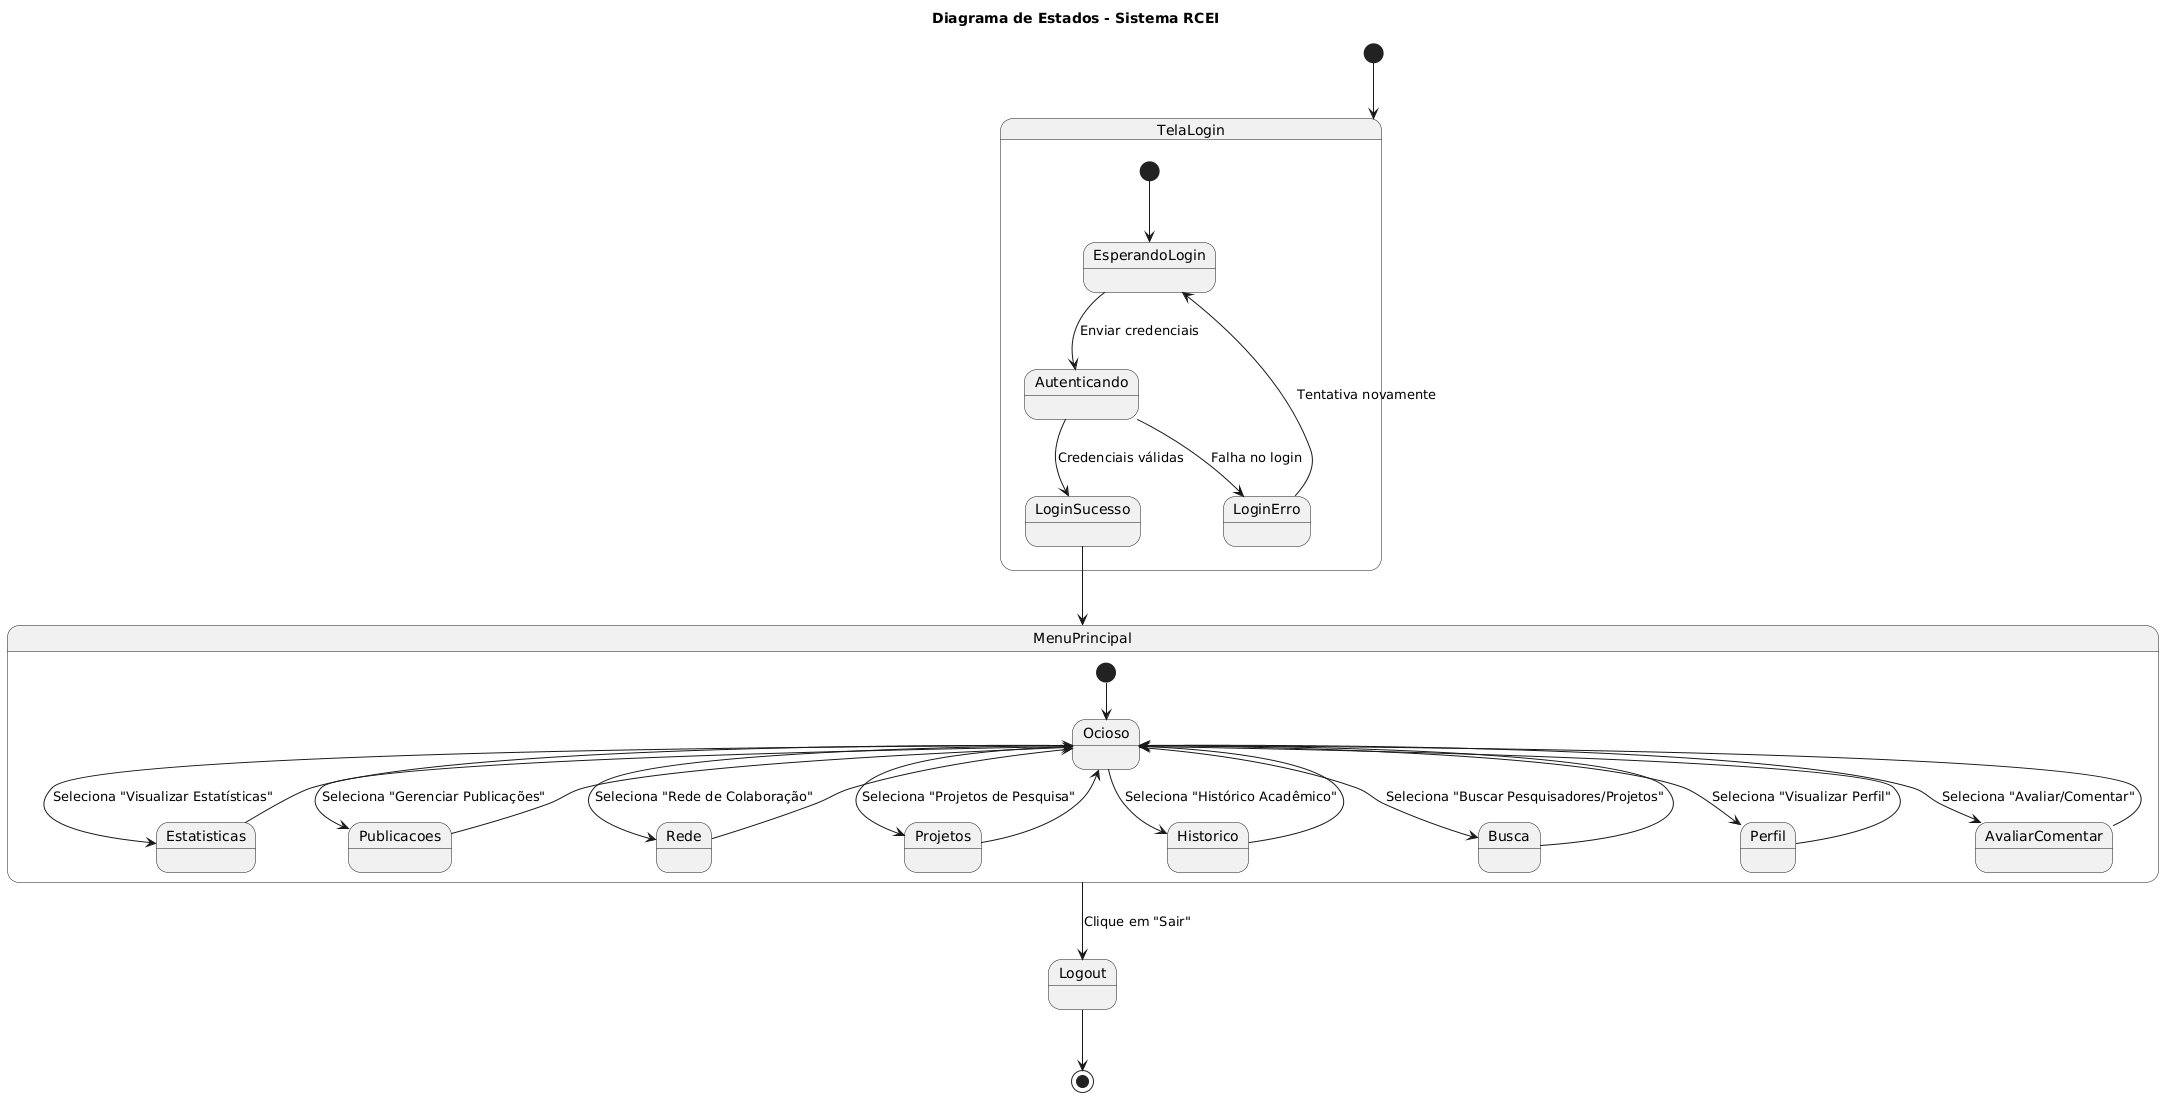 Diagrama de Estados - Sistema RCEI
TelaLogin
EsperandoLogin
Enviar credenciais
Autenticando
Tentativa novamente
Credenciais válidas
Falha no login
LoginSucesso
LoginErro
MenuPrincipal
Ocioso
Seleciona "Visualizar Estatísticas"
Seleciona "Gerenciar Publicações"
Seleciona "Rede de Colaboração"
Seleciona "Projetos de Pesquisa"
Seleciona "Histórico Acadêmico"
Seleciona "Buscar Pesquisadores/Projetos"
Seleciona "Visualizar Perfil"
Seleciona "Avaliar/Comentar"
Estatisticas
Publicacoes
Rede
Projetos
Historico
Busca
Perfil
AvaliarComentar
Clique em "Sair"
Logout